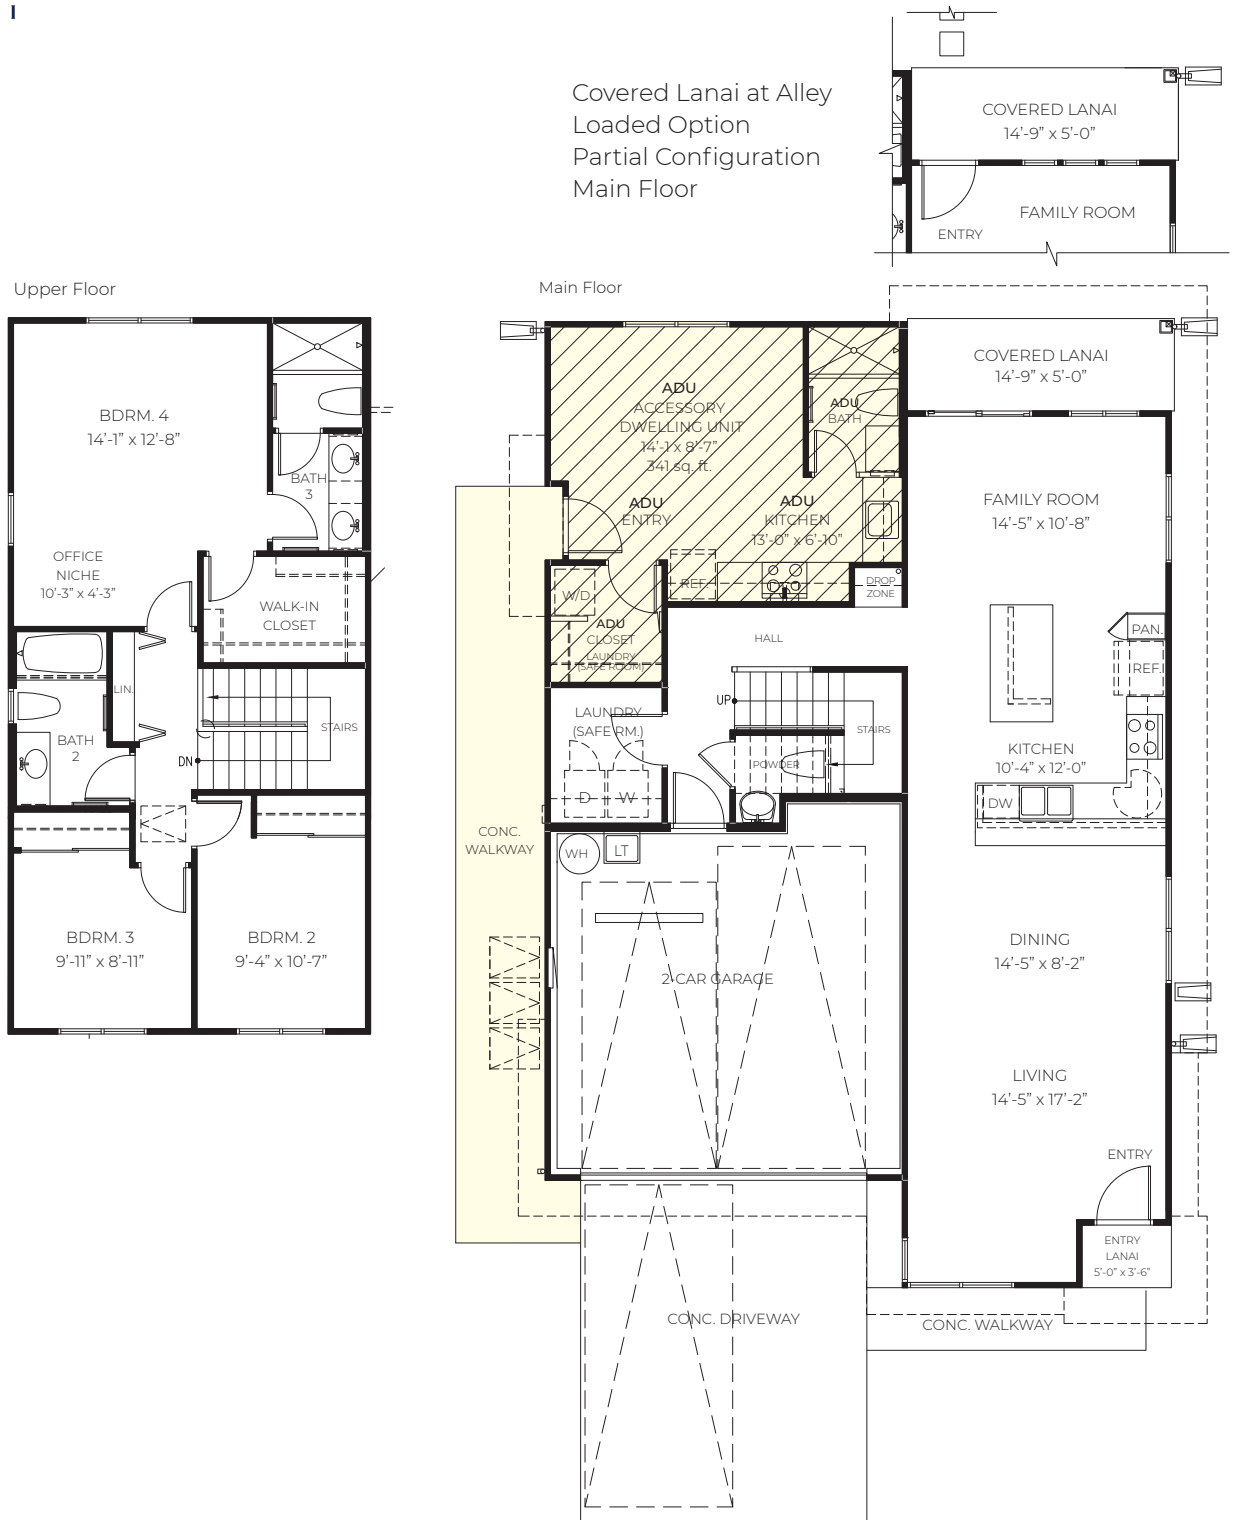 I
Covered Lanai at Alley
Loaded Option
Partial Configuration
Main Floor
COVERED LANAI
14'-9” x 5'-0”
FAMILY ROOM
ENTRY
Upper Floor
BDRM. 4
14'-1” x 12'-8”
BATH
3
OFFICE
NICHE
10'-3” x 4'-3”
WALK-IN
CLOSET
LIN.
BATH
2
STAIRS
DN
BDRM. 3
9'-11” x 8'-11”
BDRM. 2
9'-4” x 10'-7”
Main Floor
ADU
ACCESSORY
DWELLING UNIT
14'-1 x 8'-7”
341 sq. ft.
ADU
BATH
ADU
ENTRY
ADU
KITCHEN
13'-0” x 6'-10”
REF.
W/D
ADU
CLOSET
LAUNDRY
(SAFE ROOM)
DROP
ZONE
HALL
LAUNDRY
(SAFE RM.)
D
W
UP
STAIRS
POWDER
WH
LT
2-CAR GARAGE
CONC.
WALKWAY
CONC. DRIVEWAY
COVERED LANAI
14'-9” x 5'-0”
FAMILY ROOM
14'-5” x 10'-8”
PAN.
REF.
KITCHEN
10'-4” x 12'-0”
DW
DINING
14'-5” x 8'-2”
LIVING
14'-5” x 17'-2”
ENTRY
ENTRY
LANAI
5'-0” x 3'-6”
CONC. WALKWAY